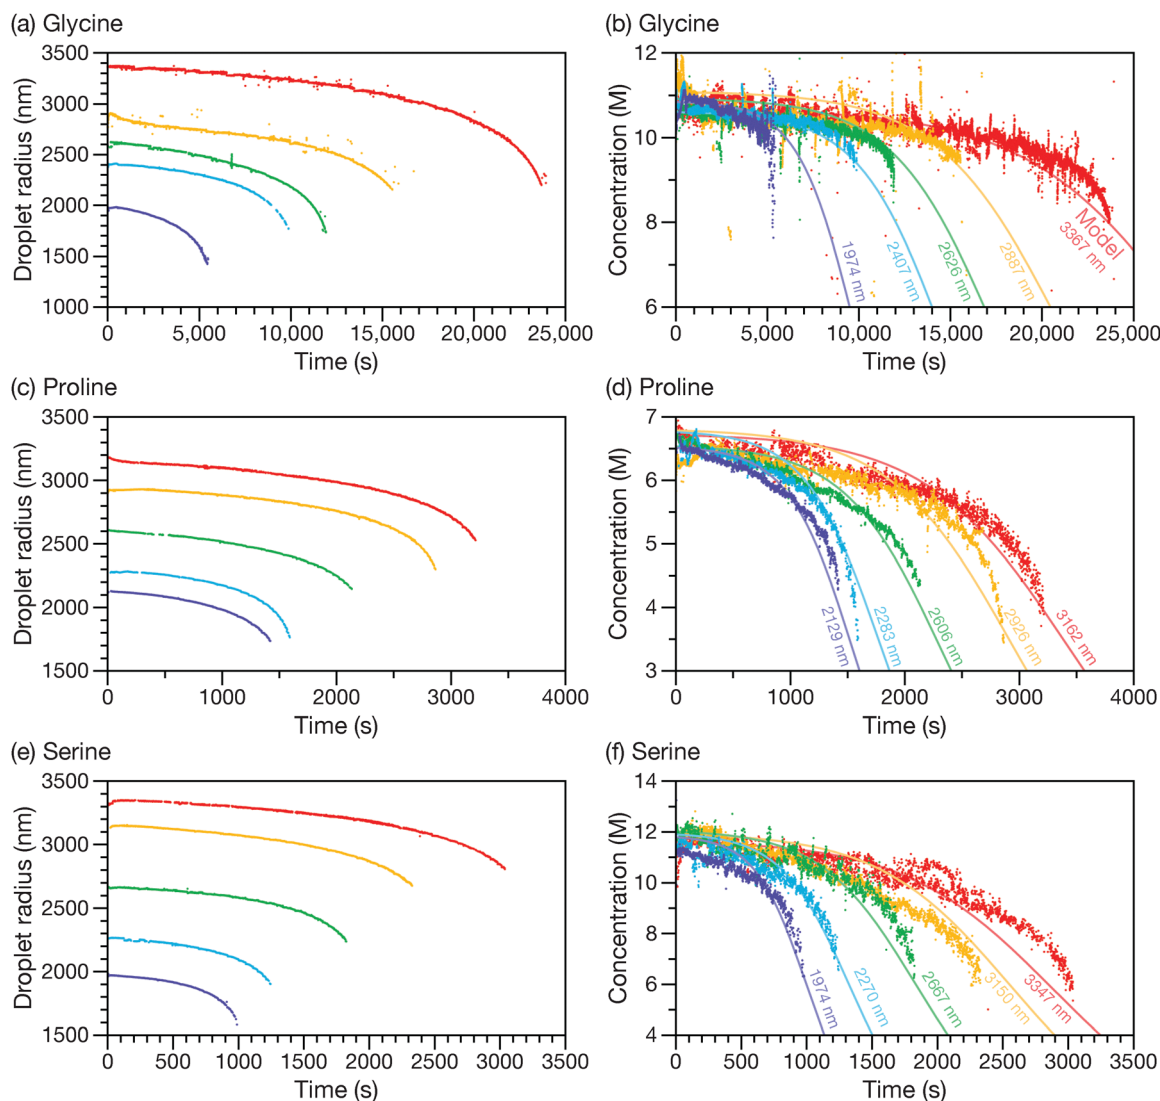 (a) Glycine
3500
3000
2500
2000
1500
1000
Droplet radius (nm)
0
5,000
10,000
15,000
20,000
25,000
Time (s)
(b) Glycine
12
10
8
6
Concentration (M)
1974 nm
2407 nm
2626 nm
2887 nm
Model
3367 nm
0
5,000
10,000
15,000
20,000
25,000
Time (s)
(c) Proline
3500
3000
2500
2000
1500
Droplet radius (nm)
0
1000
2000
3000
4000
Time (s)
(d) Proline
7
6
5
4
3
Concentration (M)
2129 nm
2283 nm
2606 nm
2926 nm
3162 nm
0
1000
2000
3000
4000
Time (s)
(e) Serine
3500
3000
2500
2000
1500
Droplet radius (nm)
0
500
1000
1500
2000
2500
3000
3500
Time (s)
(f) Serine
14
12
10
8
6
4
Concentration (M)
1974 nm
2270 nm
2667 nm
3150 nm
3347 nm
0
500
1000
1500
2000
2500
3000
3500
Time (s)